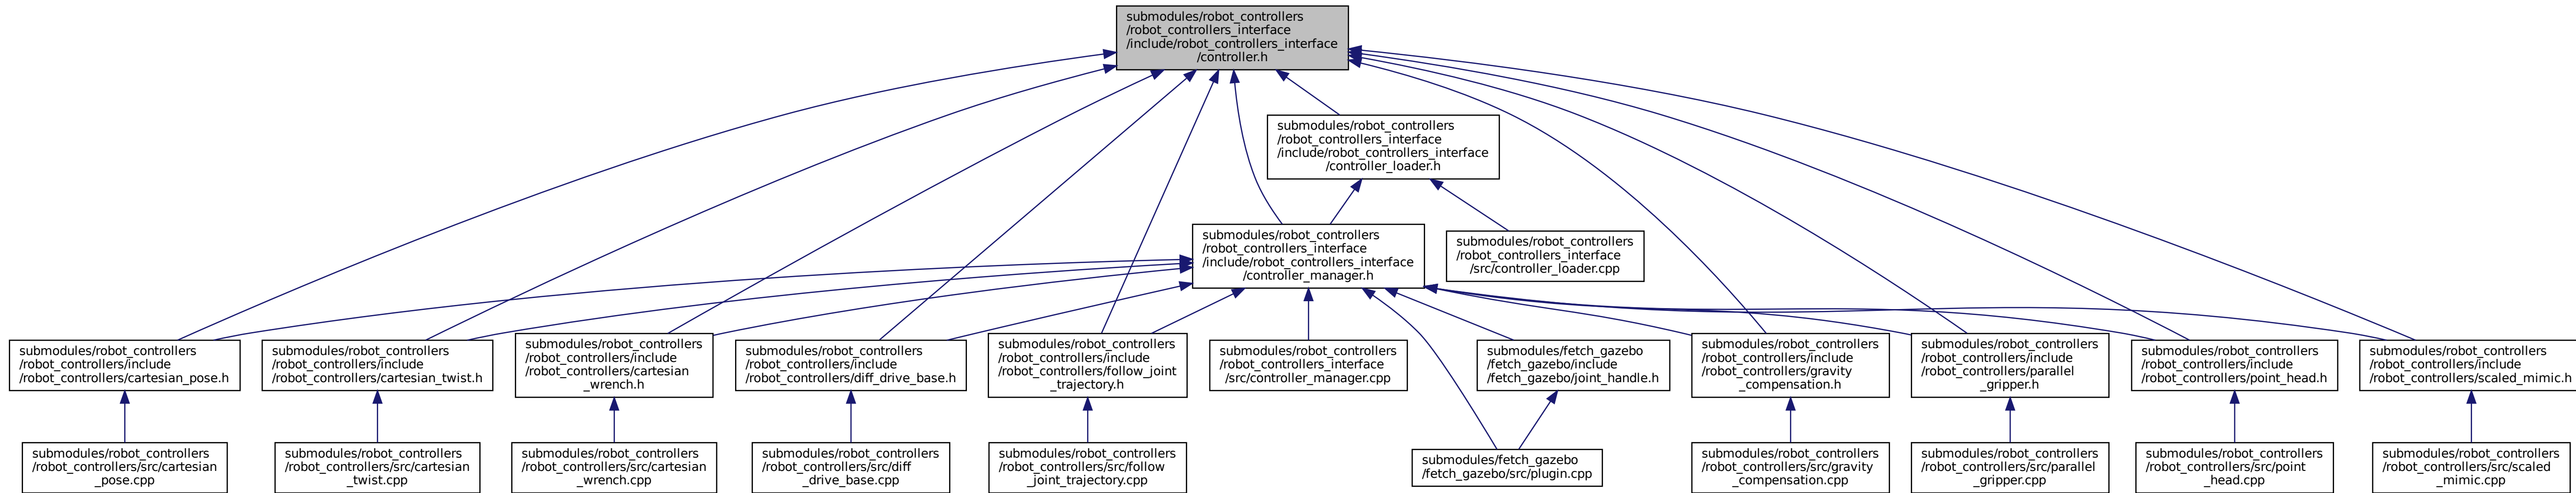 submodules/robot_controllers
/robot_controllers_interface
/include/robot_controllers_interface
/controller.h
submodules/robot_controllers
/robot_controllers_interface
/include/robot_controllers_interface
/controller_loader.h
submodules/robot_controllers
/robot_controllers_interface
/include/robot_controllers_interface
/controller_manager.h
submodules/robot_controllers
/robot_controllers_interface
/src/controller_loader.cpp
submodules/robot_controllers
/robot_controllers/include
/robot_controllers/cartesian_pose.h
submodules/robot_controllers
/robot_controllers/include
/robot_controllers/cartesian_twist.h
submodules/robot_controllers
/robot_controllers/include
/robot_controllers/cartesian
_wrench.h
submodules/robot_controllers
/robot_controllers/include
/robot_controllers/diff_drive_base.h
submodules/robot_controllers
/robot_controllers/include
/robot_controllers/follow_joint
_trajectory.h
submodules/robot_controllers
/robot_controllers_interface
/src/controller_manager.cpp
submodules/fetch_gazebo
/fetch_gazebo/include
/fetch_gazebo/joint_handle.h
submodules/robot_controllers
/robot_controllers/include
/robot_controllers/gravity
_compensation.h
submodules/robot_controllers
/robot_controllers/include
/robot_controllers/parallel
_gripper.h
submodules/robot_controllers
/robot_controllers/include
/robot_controllers/point_head.h
submodules/robot_controllers
/robot_controllers/include
/robot_controllers/scaled_mimic.h
submodules/robot_controllers
/robot_controllers/src/cartesian
_pose.cpp
submodules/robot_controllers
/robot_controllers/src/cartesian
_twist.cpp
submodules/robot_controllers
/robot_controllers/src/cartesian
_wrench.cpp
submodules/robot_controllers
/robot_controllers/src/diff
_drive_base.cpp
submodules/robot_controllers
/robot_controllers/src/follow
_joint_trajectory.cpp
submodules/fetch_gazebo
/fetch_gazebo/src/plugin.cpp
submodules/robot_controllers
/robot_controllers/src/gravity
_compensation.cpp
submodules/robot_controllers
/robot_controllers/src/parallel
_gripper.cpp
submodules/robot_controllers
/robot_controllers/src/point
_head.cpp
submodules/robot_controllers
/robot_controllers/src/scaled
_mimic.cpp